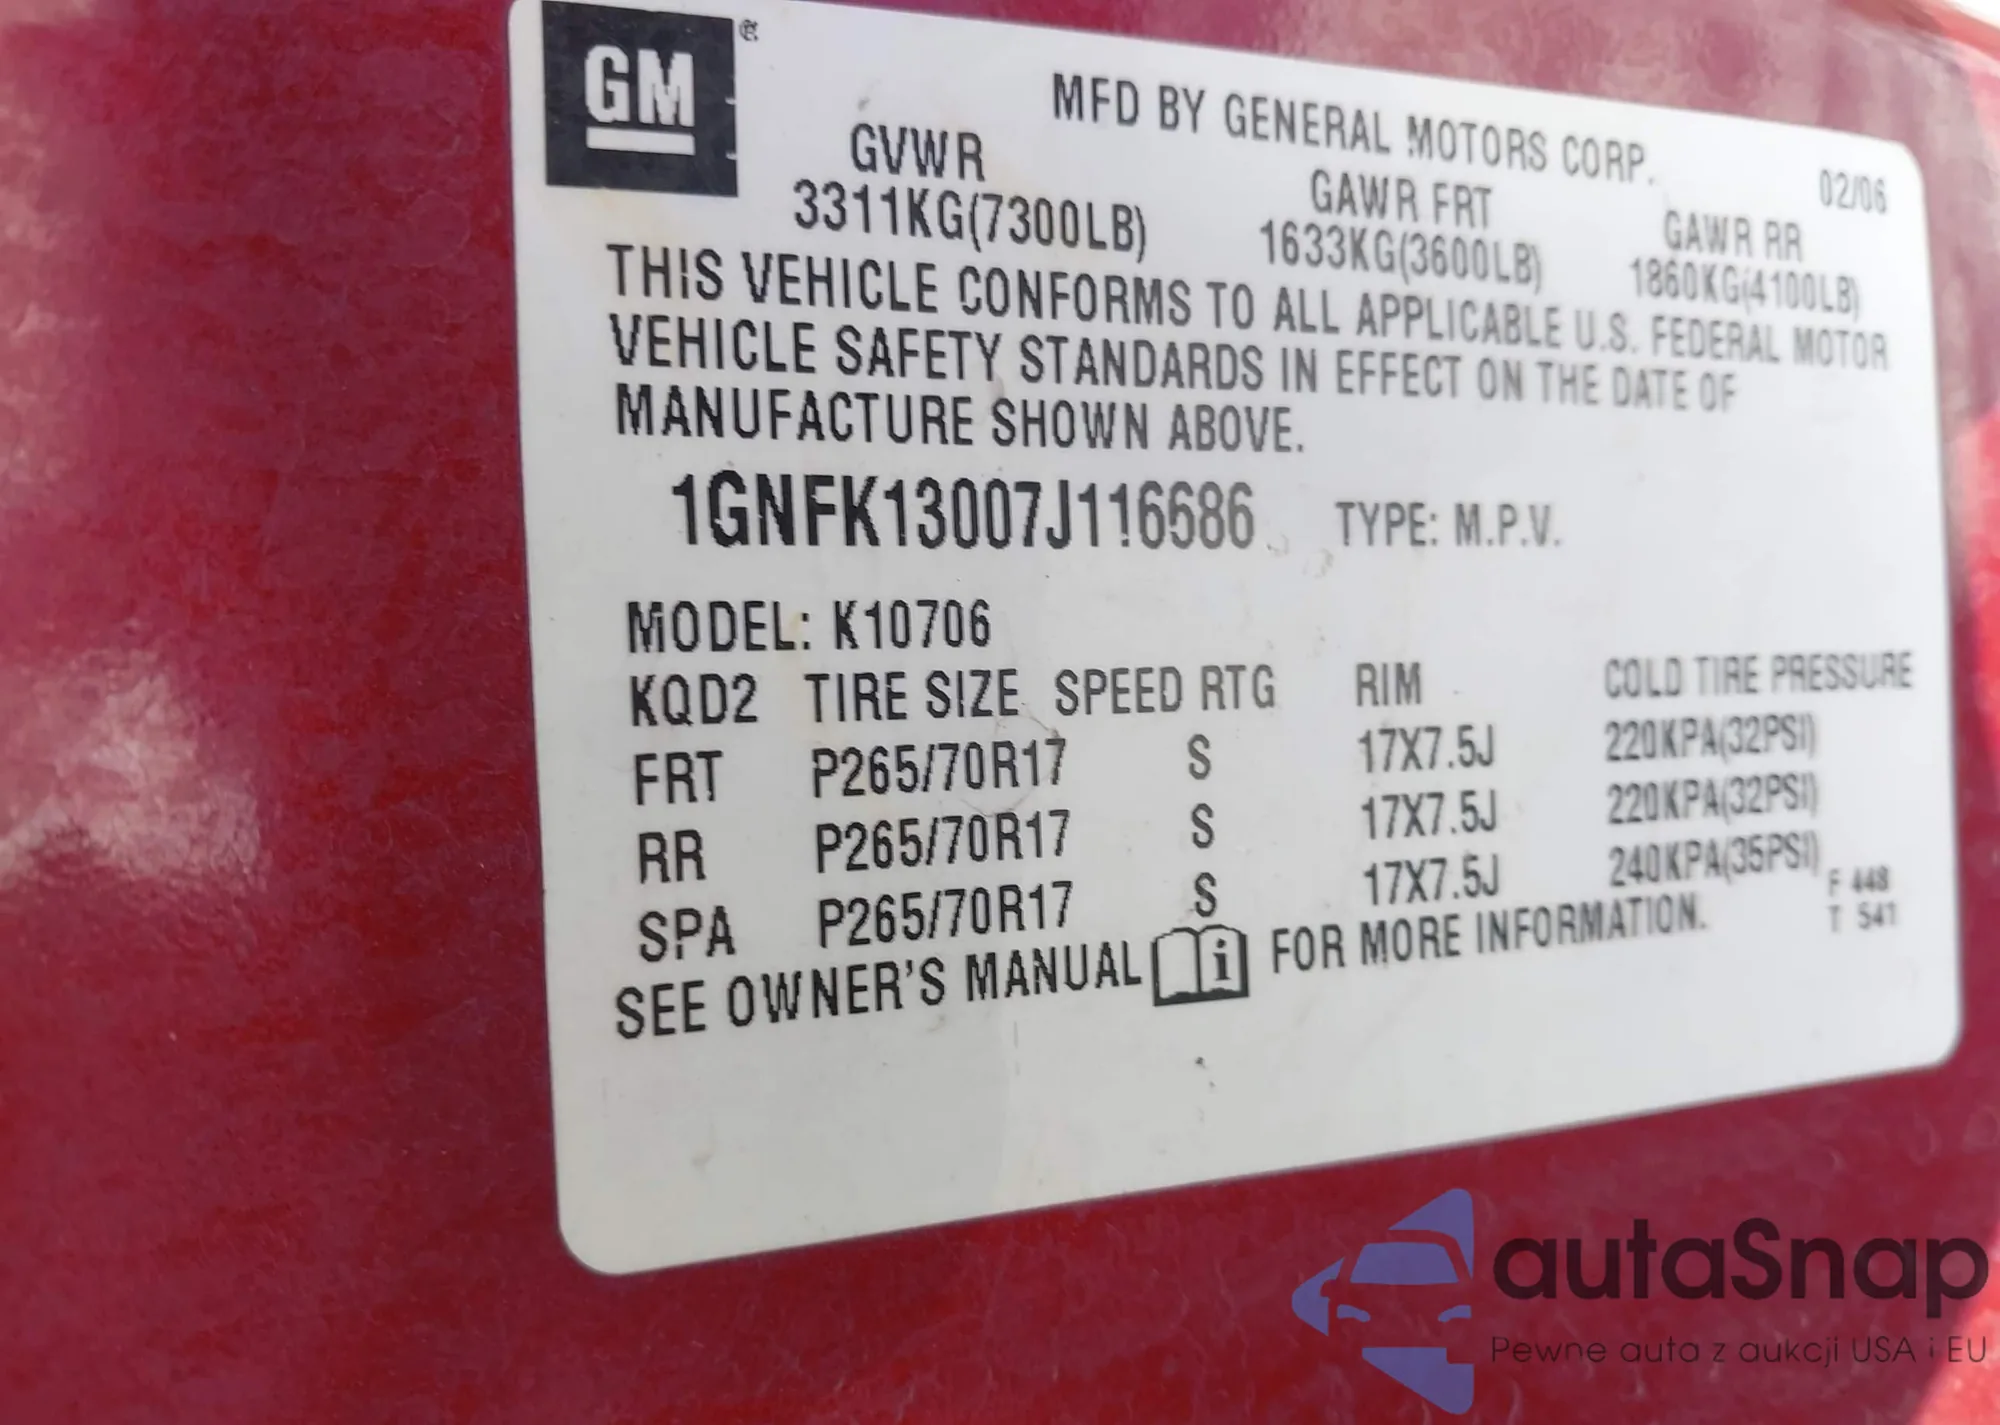 GM
MFD BY GENERAL MOTORS CORP.
02/06
GVWR
GAWR FRT
GAWR RR
3311KG(7300LB)
1633KG(3600LB)
1860KG(4100LB)
THIS VEHICLE CONFORMS TO ALL APPLICABLE U.S. FEDERAL MOTOR
VEHICLE SAFETY STANDARDS IN EFFECT ON THE DATE OF
MANUFACTURE SHOWN ABOVE.
1GNFK13007J116686 TYPE: M.P.V.
MODEL: K10706
KQD2 TIRE SIZE SPEED RTG RIM COLD TIRE PRESSURE
FRT P265/70R17 S 17X7.5J 220KPA(32PSI)
RR P265/70R17 S 17X7.5J 220KPA(32PSI)
SPA P265/70R17 S 17X7.5J 240KPA(35PSI)
F 448
T 541
SEE OWNER'S MANUAL i FOR MORE INFORMATION.
autaSnap
Pewne auta z aukcji USA i EU